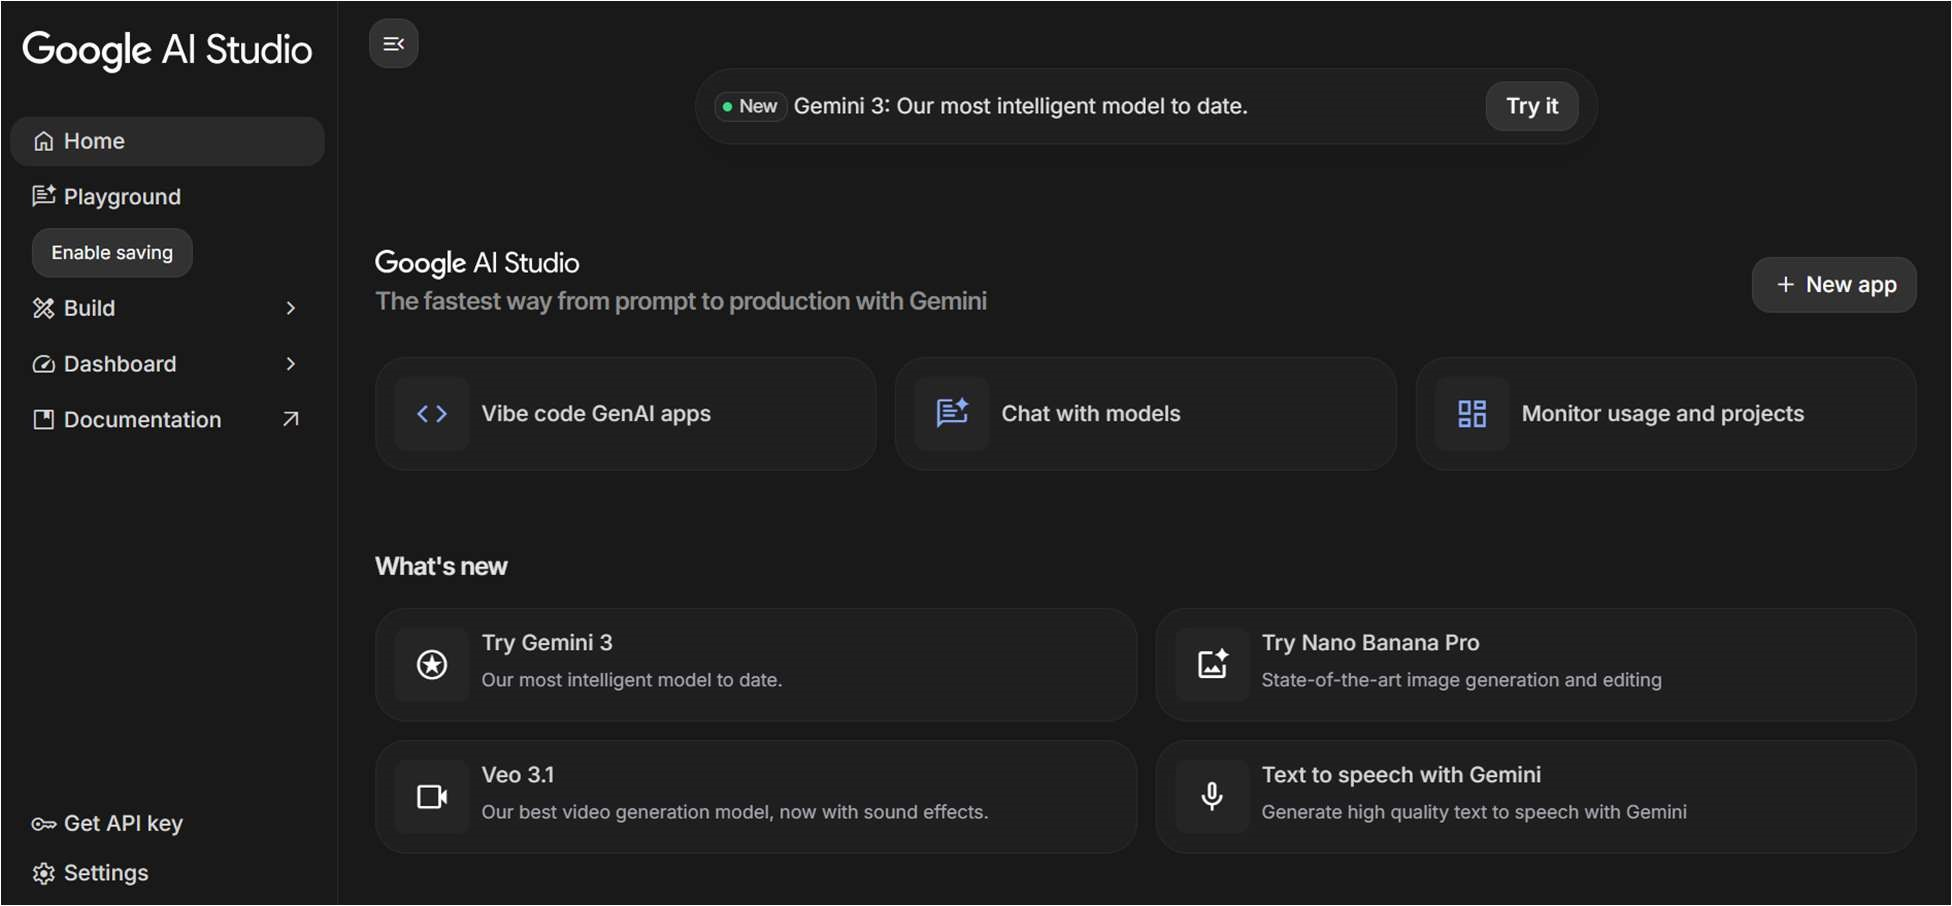 Google AI Studio
Home
Playground
Enable saving
Build
Dashboard
Documentation
Get API key
Settings
New Gemini 3: Our most intelligent model to date. Try it
Google AI Studio
The fastest way from prompt to production with Gemini
+ New app
Vibe code GenAI apps
Chat with models
Monitor usage and projects
What's new
Try Gemini 3
Our most intelligent model to date.
Try Nano Banana Pro
State-of-the-art image generation and editing
Veo 3.1
Our best video generation model, now with sound effects.
Text to speech with Gemini
Generate high quality text to speech with Gemini